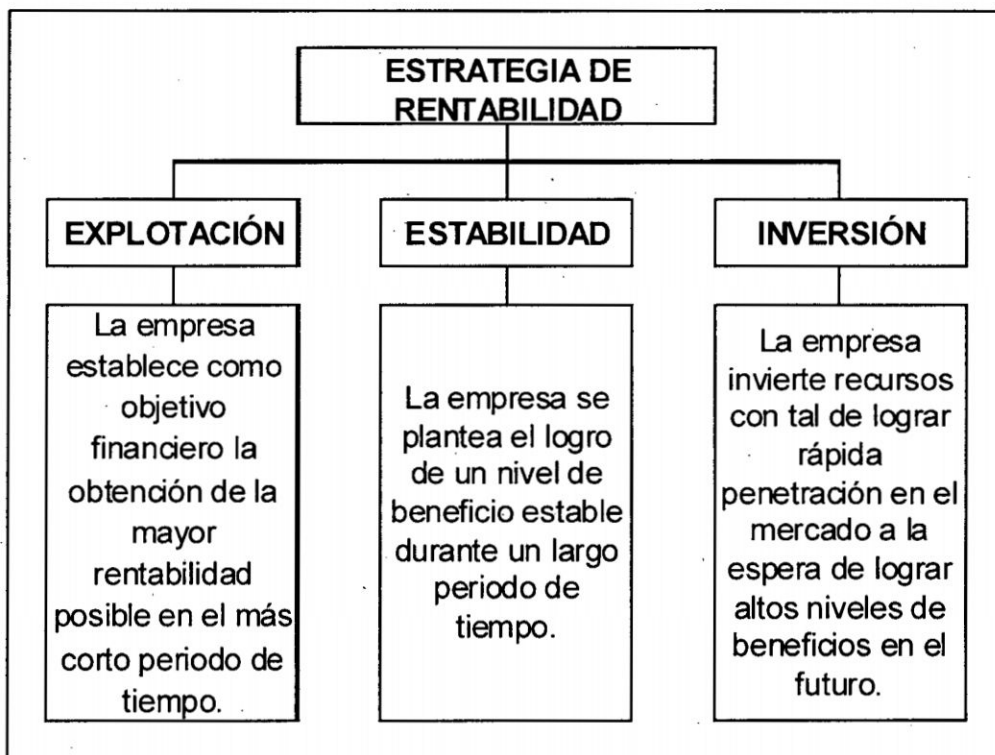 ESTRATEGIA DE
RENTABILIDAD
EXPLOTACIÓN
La empresa
establece como
objetivo
financiero la
obtención de la
mayor
rentabilidad
posible en el más
corto periodo de
tiempo.
ESTABILIDAD
La empresa se
plantea el logro
de un nivel de
beneficio estable
durante un largo
periodo de
tiempo.
INVERSIÓN
La empresa
invierte recursos
con tal de lograr
rápida
penetración en el
mercado a la
espera de lograr
altos niveles de
beneficios en el
futuro.